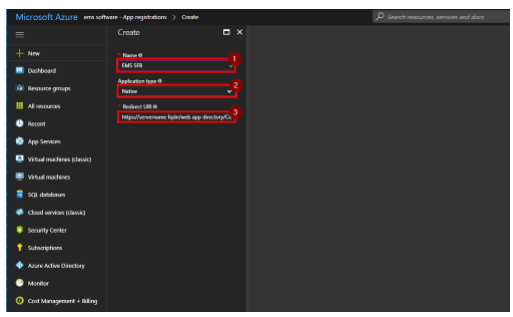 Microsoft Azure ems software - App registrations > Create
Search resources, services and docs
Create
New
* Name
1
EMS SFB
Dashboard
Application type
2
Resource groups
Native
All resources
* Redirect URI
3
Recent
https://servername fqdn/web app directory/Cu
App Services
Virtual machines (classic)
Virtual machines
SQL databases
Cloud services (classic)
Security Center
Subscriptions
Azure Active Directory
Monitor
Cost Management + Billing